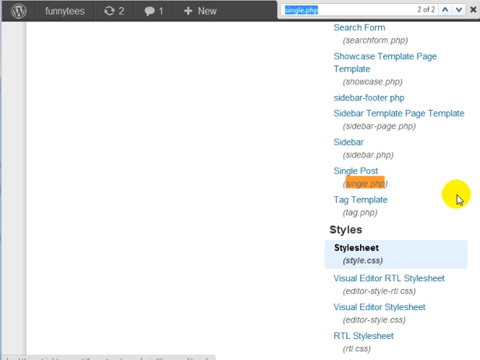 funnytees 2 1 + New single.php 2 of 2
Search Form
(searchform.php)
Showcase Template Page
Template
(showcase.php)
sidebar-footer.php
Sidebar Template Page Template
(sidebar-page.php)
Sidebar
(sidebar.php)
Single Post
(single.php)
Tag Template
(tag.php)
Styles
Stylesheet
(style.css)
Visual Editor RTL Stylesheet
(editor-style-rtl.css)
Visual Editor Stylesheet
(editor-style.css)
RTL Stylesheet
(rtl.css)